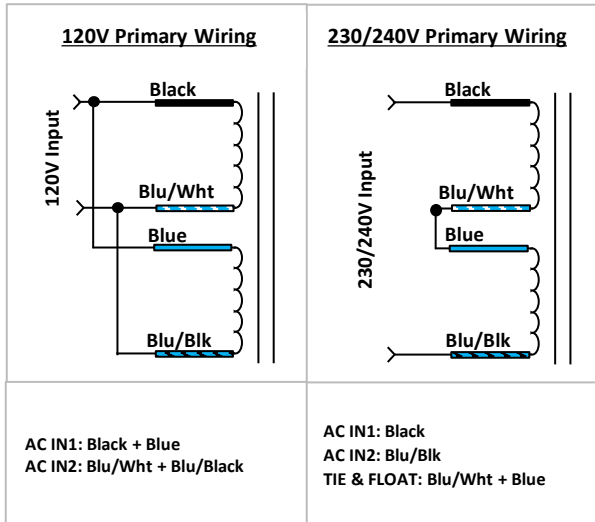 120V Primary Wiring
Black
120V Input
Blu/Wht
Blue
Blu/Blk
AC IN1: Black + Blue
AC IN2: Blu/Wht + Blu/Black
230/240V Primary Wiring
Black
230/240V Input
Blu/Wht
Blue
Blu/Blk
AC IN1: Black
AC IN2: Blu/Blk
TIE & FLOAT: Blu/Wht + Blue